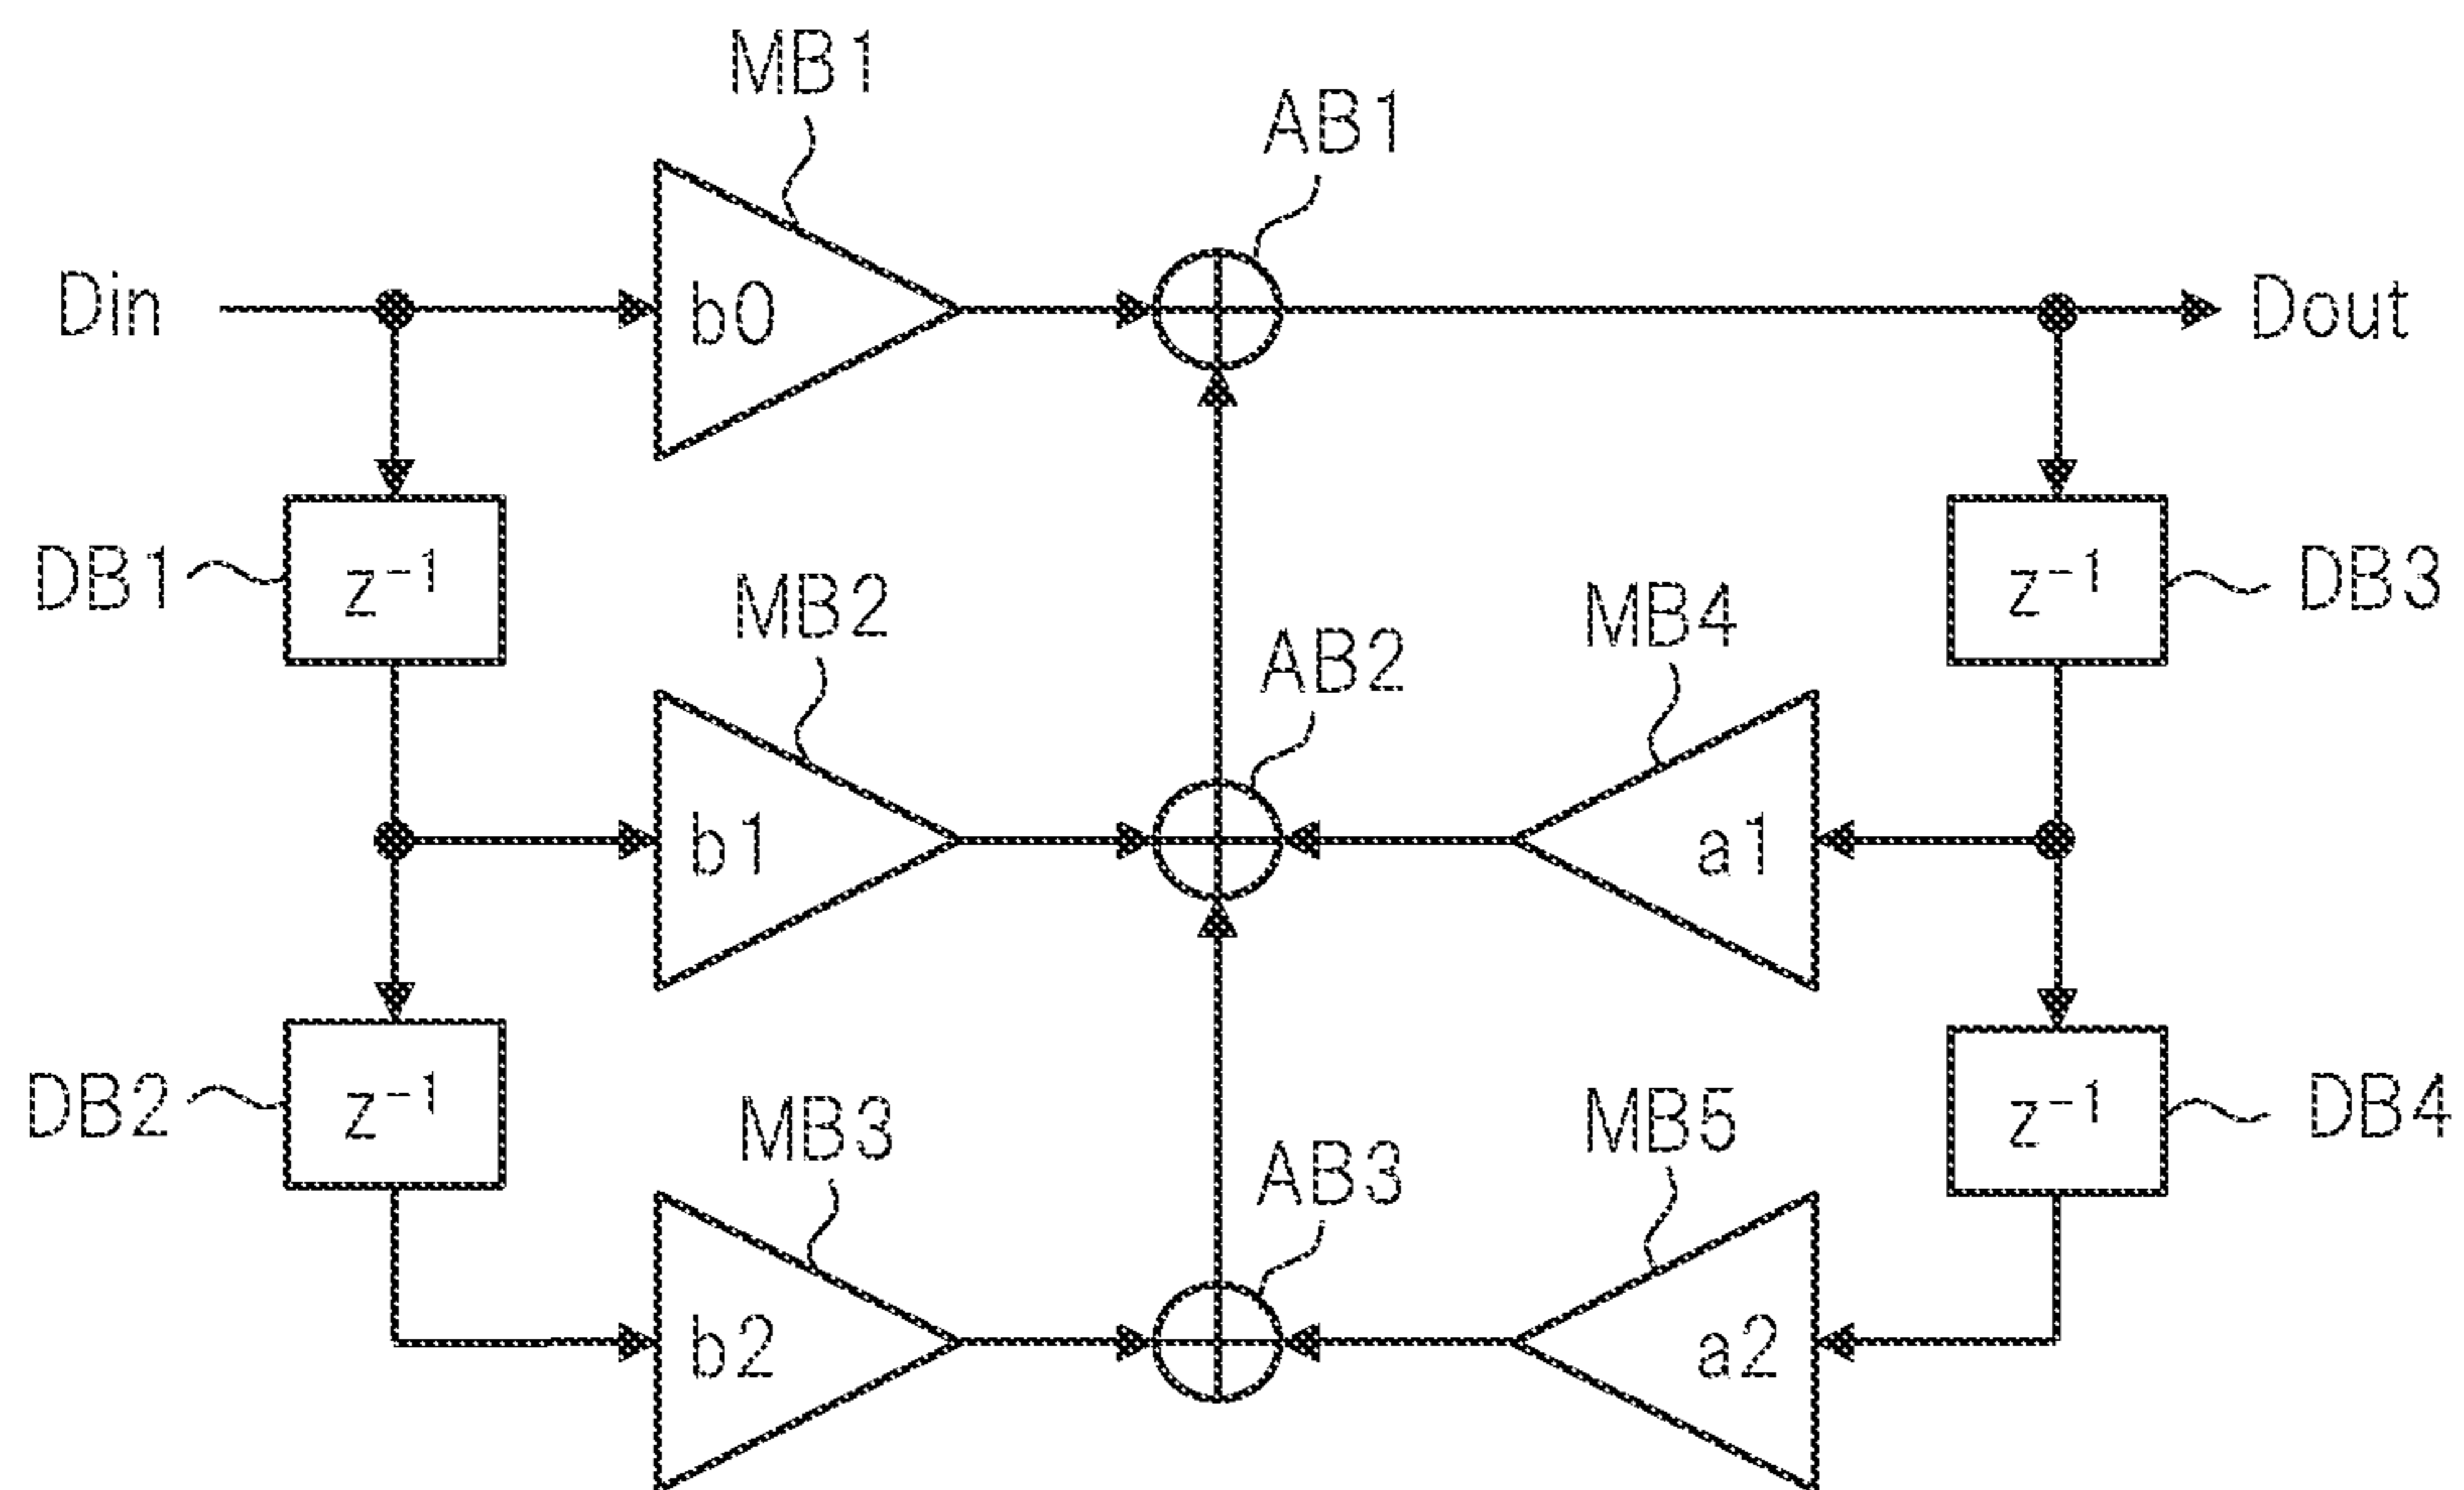 MB1
AB1
Din
b0
Dout
DB1
z⁻¹
MB2
AB2
MB4
z⁻¹
DB3
b1
a1
DB2
z⁻¹
MB3
AB3
MB5
z⁻¹
DB4
b2
a2